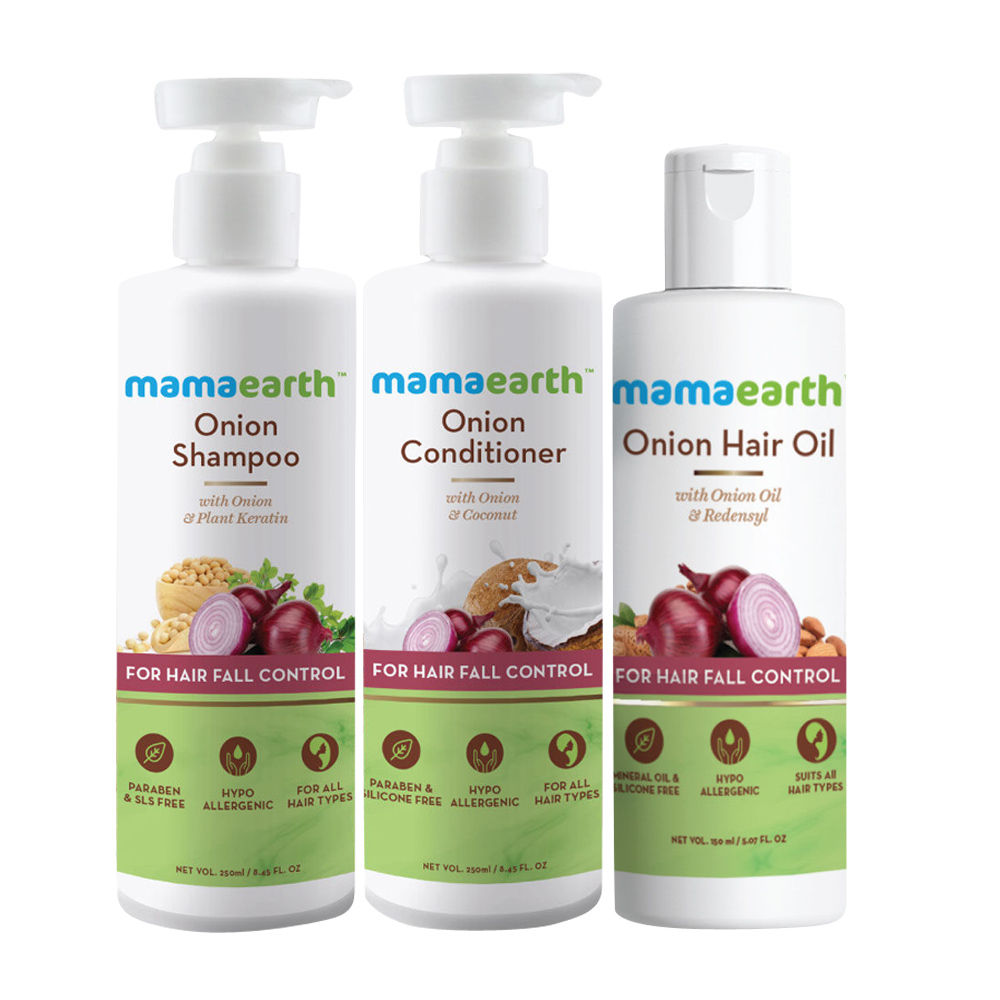 mamaearth™
Onion
Shampoo
with Onion
& Plant Keratin
FOR HAIR FALL CONTROL
PARABEN
& SLS FREE
HYPO
ALLERGENIC
FOR ALL
HAIR TYPES
NET VOL. 250ml / 8.45 FL. OZ
mamaearth™
Onion
Conditioner
with Onion
& Coconut
FOR HAIR FALL CONTROL
PARABEN &
SILICONE FREE
HYPO
ALLERGENIC
FOR ALL
HAIR TYPES
NET VOL. 250ml / 8.45 FL. OZ
mamaearth
Onion Hair Oil
with Onion Oil
& Redensyl
FOR HAIR FALL CONTROL
MINERAL OIL &
SILICONE FREE
HYPO
ALLERGENIC
SUITS All
HAIR TYPES
NET VOL. 150 ml / 5.07 FL. OZ